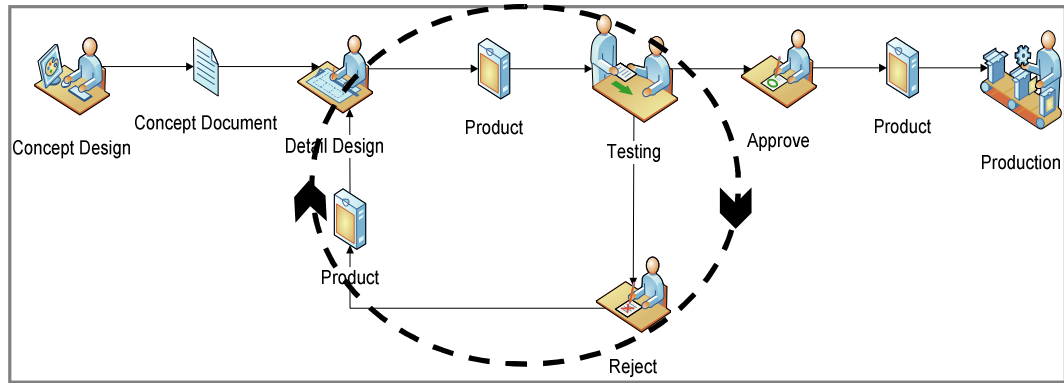 Concept Design
Concept Document
Detail Design
Product
Testing
Approve
Product
Production
Product
Reject